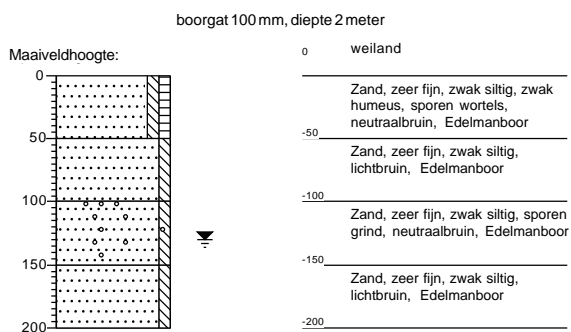 boorgat 100 mm, diepte 2 meter
Maaiveldhoogte:
0
50
100
150
200
0 weiland
Zand, zeer fijn, zwak siltig, zwak
humeus, sporen wortels,
neutraalbruin, Edelmanboor
-50
Zand, zeer fijn, zwak siltig,
lichtbruin, Edelmanboor
-100
Zand, zeer fijn, zwak siltig, sporen
grind, neutraalbruin, Edelmanboor
-150
Zand, zeer fijn, zwak siltig,
lichtbruin, Edelmanboor
-200